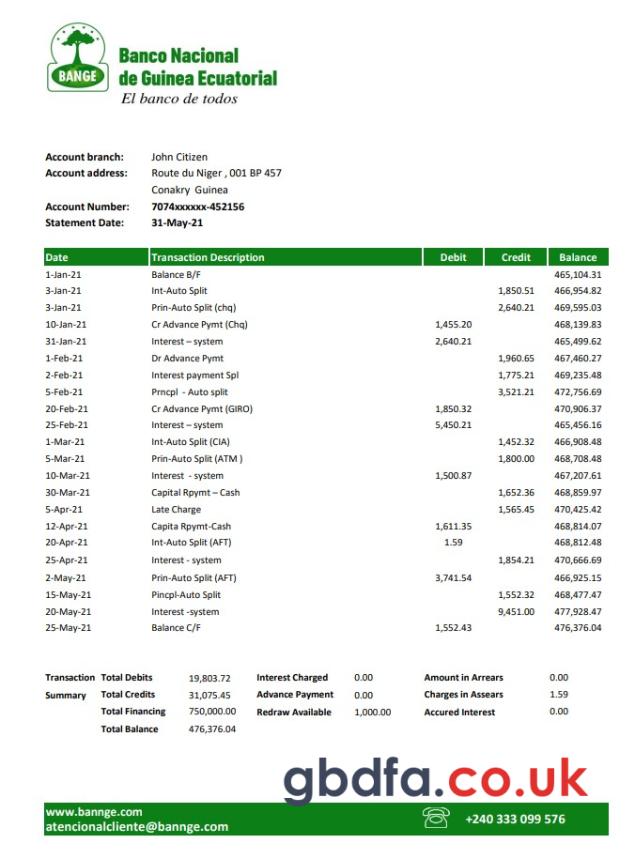 BANGE
Banco Nacional
de Guinea Ecuatorial
El banco de todos
Account branch: John Citizen
Account address: Route du Niger , 001 BP 457
Conakry Guinea
Account Number: 7074xxxxxx-452156
Statement Date: 31-May-21
Date Transaction Description Debit Credit Balance
1-Jan-21 Balance B/F 465,104.31
3-Jan-21 Int-Auto Split 1,850.51 466,954.82
3-Jan-21 Prin-Auto Split (chq) 2,640.21 469,595.03
10-Jan-21 Cr Advance Pymt (Chq) 1,455.20 468,139.83
31-Jan-21 Interest – system 2,640.21 465,499.62
1-Feb-21 Dr Advance Pymt 1,960.65 467,460.27
2-Feb-21 Interest payment Spl 1,775.21 469,235.48
5-Feb-21 Prncpl - Auto split 3,521.21 472,756.69
20-Feb-21 Cr Advance Pymt (GIRO) 1,850.32 470,906.37
25-Feb-21 Interest – system 5,450.21 465,456.16
1-Mar-21 Int-Auto Split (CIA) 1,452.32 466,908.48
5-Mar-21 Prin-Auto Split (ATM ) 1,800.00 468,708.48
10-Mar-21 Interest - system 1,500.87 467,207.61
30-Mar-21 Capital Rpymt – Cash 1,652.36 468,859.97
5-Apr-21 Late Charge 1,565.45 470,425.42
12-Apr-21 Capita Rpymt-Cash 1,611.35 468,814.07
20-Apr-21 Int-Auto Split (AFT) 1.59 468,812.48
25-Apr-21 Interest - system 1,854.21 470,666.69
2-May-21 Prin-Auto Split (AFT) 3,741.54 466,925.15
15-May-21 Pincpl-Auto Split 1,552.32 468,477.47
20-May-21 Interest -system 9,451.00 477,928.47
25-May-21 Balance C/F 1,552.43 476,376.04
Transaction Total Debits 19,803.72 Interest Charged 0.00 Amount in Arrears 0.00
Summary Total Credits 31,075.45 Advance Payment 0.00 Charges in Assears 1.59
Total Financing 750,000.00 Redraw Available 1,000.00 Accured Interest 0.00
Total Balance 476,376.04
gbdfa.co.uk
www.bannge.com
atencionalcliente@bannge.com
+240 333 099 576